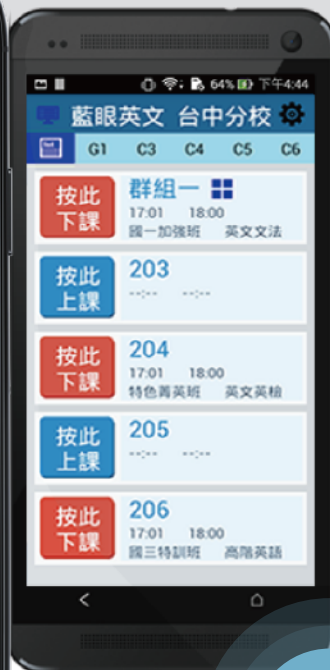 64% 下午4:44
藍眼英文 台中分校
G1 C3 C4 C5 C6
按此
下課
群組一
17:01 18:00
國一加強班 英文文法
按此
上課
203
--:-- --:--
按此
下課
204
17:01 18:00
特色菁英班 英文英檢
按此
上課
205
--:-- --:--
按此
下課
206
17:01 18:00
國三特訓班 高階英語